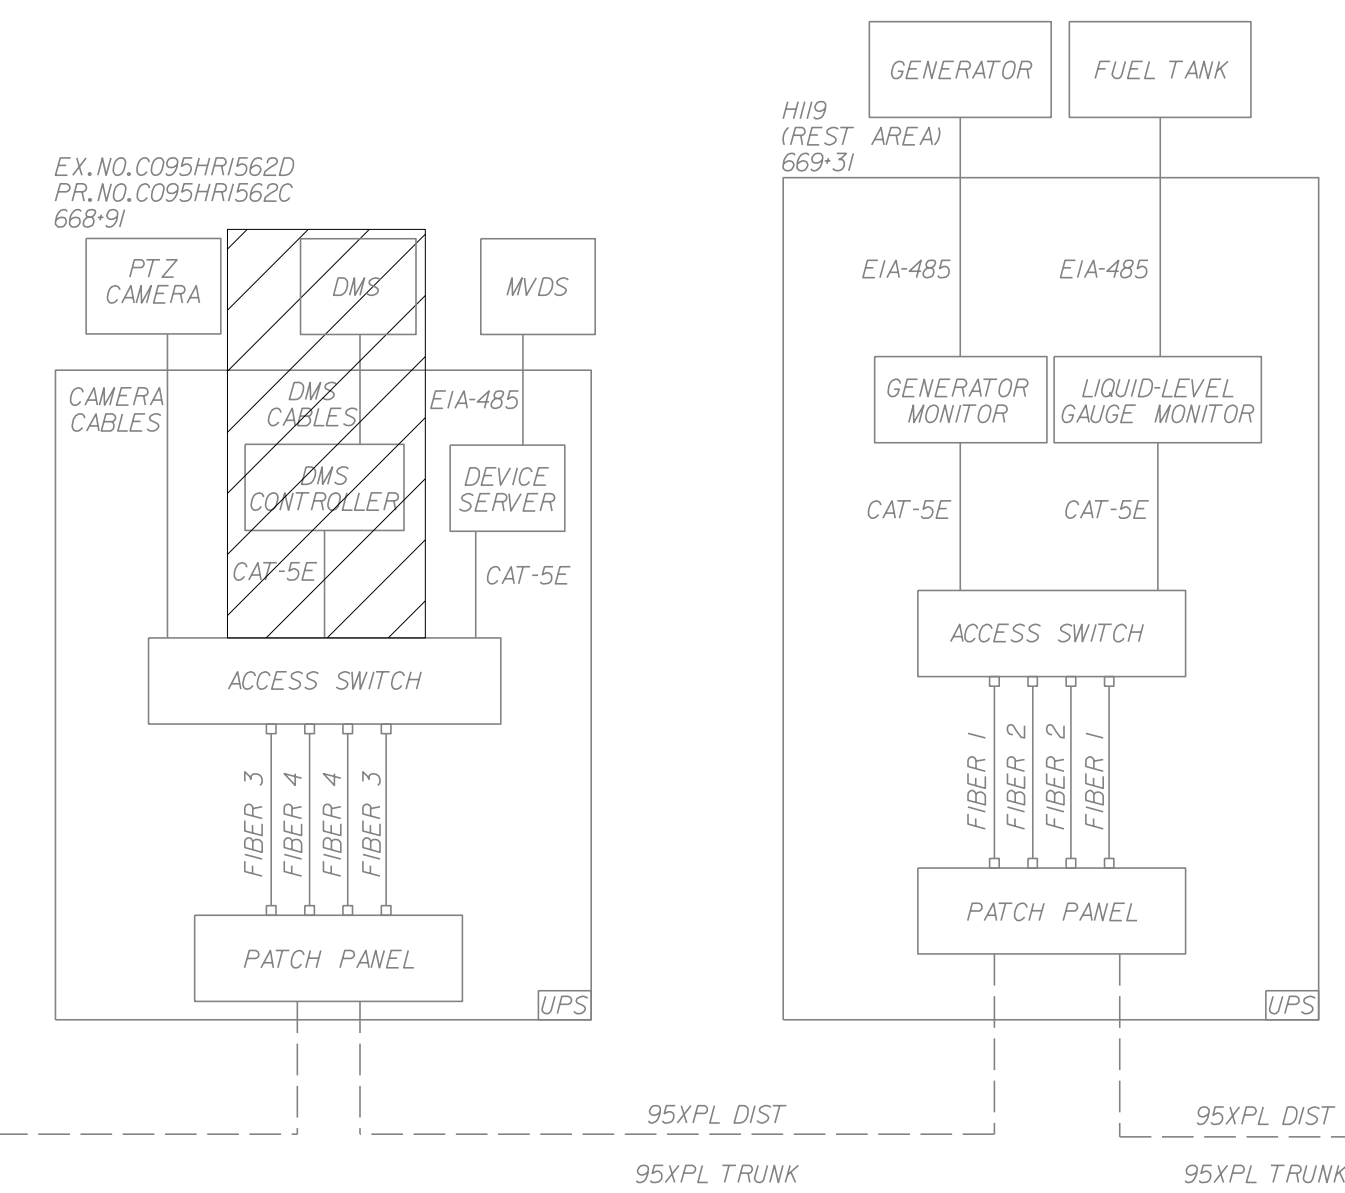 GENERATOR
FUEL TANK
H119
(REST AREA)
669+31
EX.NO.C095HR1562D
PR.NO.C095HR1562C
668+91
PTZ
CAMERA
DMS
MVDS
CAMERA
CABLES
DMS
CABLES
EIA-485
DMS
CONTROLLER
DEVICE
SERVER
CAT-5E
CAT-5E
ACCESS SWITCH
FIBER 3
FIBER 4
FIBER 4
FIBER 3
PATCH PANEL
UPS
EIA-485
EIA-485
GENERATOR
MONITOR
LIQUID-LEVEL
GAUGE MONITOR
CAT-5E
CAT-5E
ACCESS SWITCH
FIBER 1
FIBER 2
FIBER 2
FIBER 1
PATCH PANEL
UPS
95XPL DIST
95XPL TRUNK
95XPL DIST
95XPL TRUNK